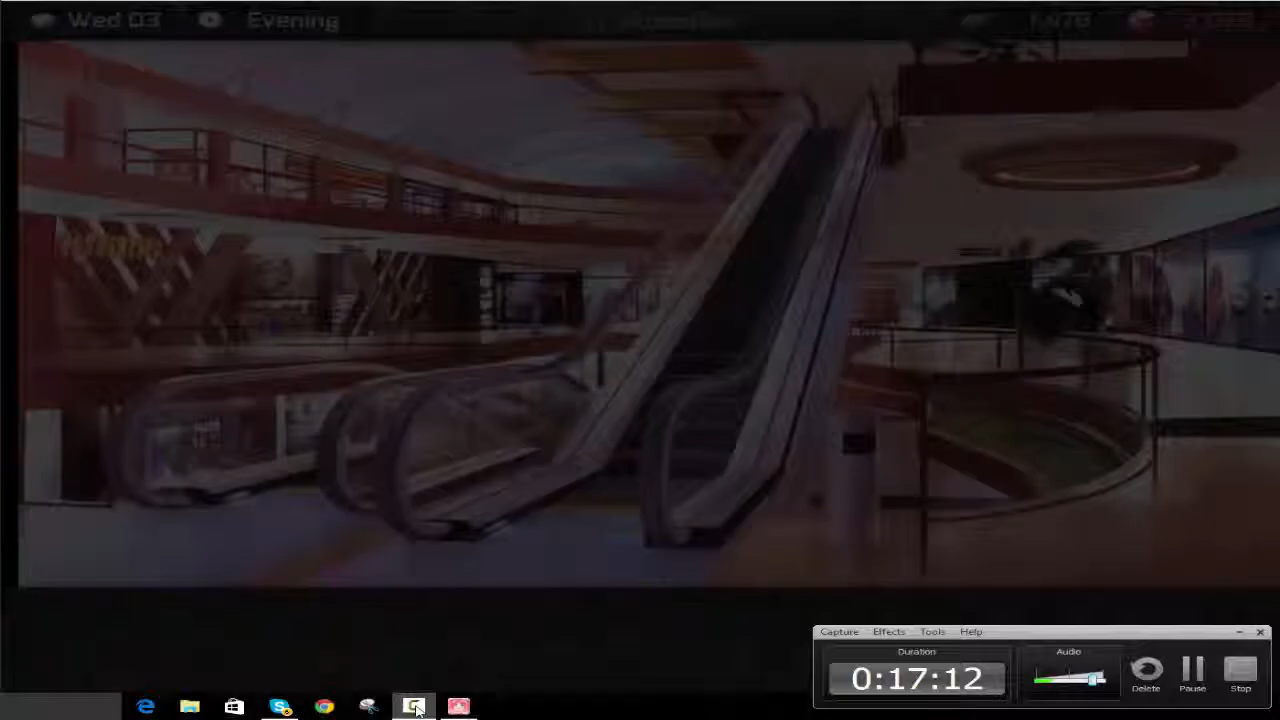 Wed 03 Evening
Capture Effects Tools Help
Duration Audio
0:17:12
Delete Pause Stop